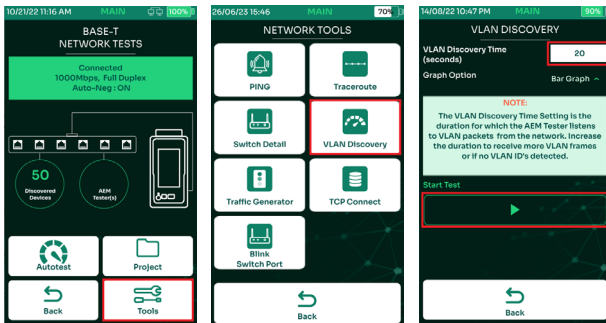 10/21/22 11:16 AM
MAIN
100%
BASE-T
NETWORK TESTS
Connected
1000Mbps, Full Duplex
Auto-Neg : ON
50
Discovered
Devices
AEM
Tester(s)
Autotest
Project
Back
Tools
26/06/23 15:46
MAIN
70%
NETWORK TOOLS
PING
Traceroute
Switch Detail
VLAN Discovery
Traffic Generator
TCP Connect
Blink
Switch Port
Back
14/08/22 10:47 PM
MAIN
90%
VLAN DISCOVERY
VLAN Discovery Time
(seconds)
20
Graph Option
Bar Graph
NOTE:
The VLAN Discovery Time Setting is the
duration for which the AEM Tester listens
to VLAN packets from the network. Increase
the duration to receive more VLAN frames
or if no VLAN ID's detected.
Start Test
Back